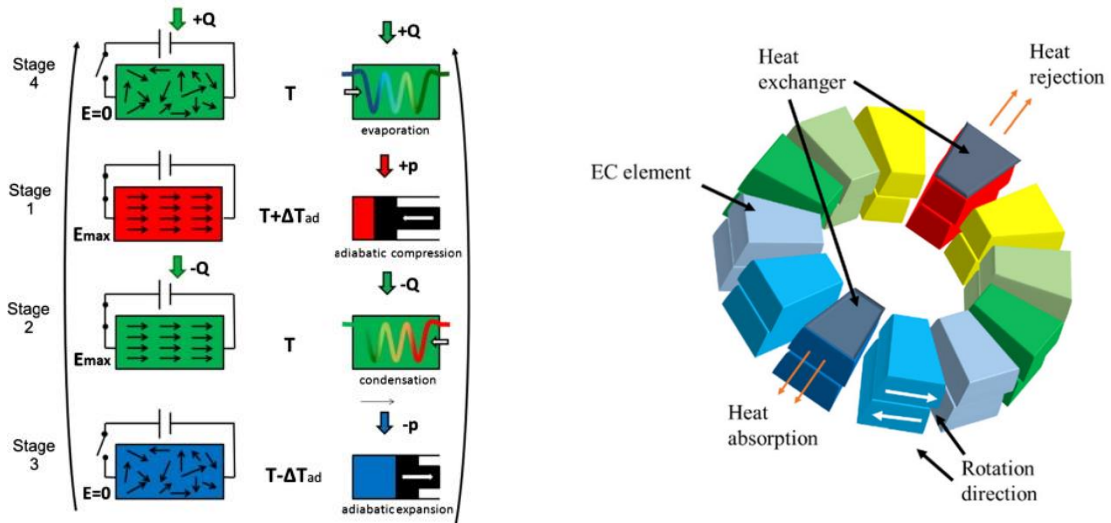 +Q
+Q
Stage
4
E=0
T
evaporation
+p
Stage
1
Emax
T+ΔTad
adiabatic compression
-Q
-Q
Stage
2
Emax
T
condensation
-p
Stage
3
E=0
T-ΔTad
adiabatic expansion
Heat
exchanger
Heat
rejection
EC element
Heat
absorption
Rotation
direction